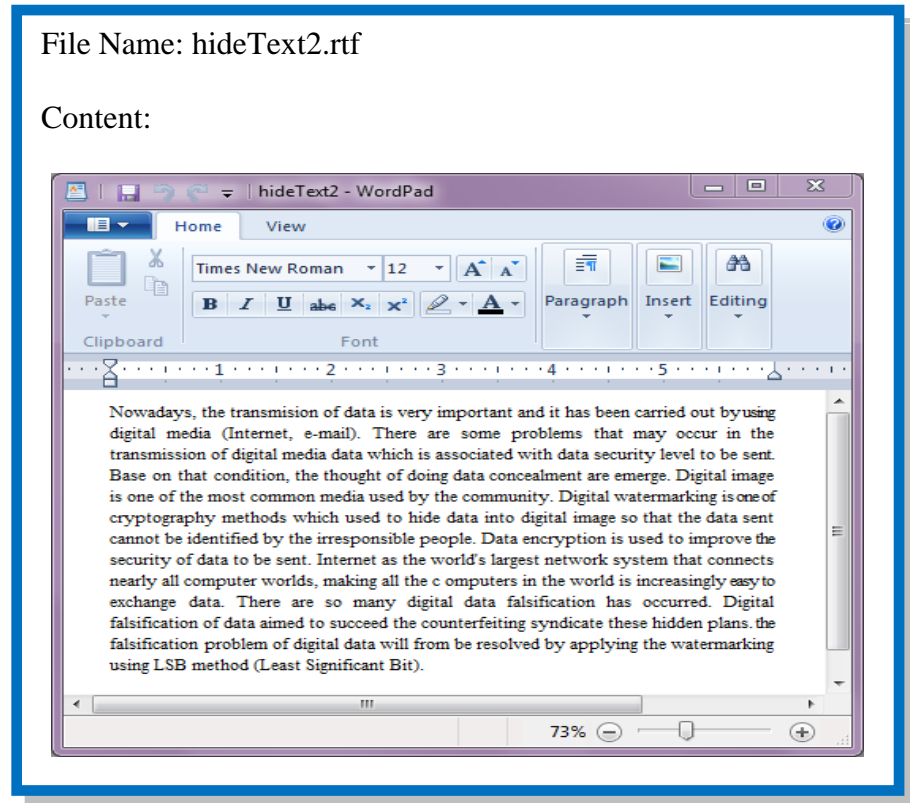 File Name: hideText2.rtf
Content:
hideText2 - WordPad
Home View
Times New Roman 12 A A
Paste B I U abc X₂ x² A Paragraph Insert Editing
Clipboard Font
1 2 3 4 5
Nowadays, the transmision of data is very important and it has been carried out by using
digital media (Internet, e-mail). There are some problems that may occur in the
transmission of digital media data which is associated with data security level to be sent.
Base on that condition, the thought of doing data concealment are emerge. Digital image
is one of the most common media used by the community. Digital watermarking is one of
cryptography methods which used to hide data into digital image so that the data sent
cannot be identified by the irresponsible people. Data encryption is used to improve the
security of data to be sent. Internet as the world's largest network system that connects
nearly all computer worlds, making all the c omputers in the world is increasingly easy to
exchange data. There are so many digital data falsification has occurred. Digital
falsification of data aimed to succeed the counterfeiting syndicate these hidden plans. the
falsification problem of digital data will from be resolved by applying the watermarking
using LSB method (Least Significant Bit).
73%